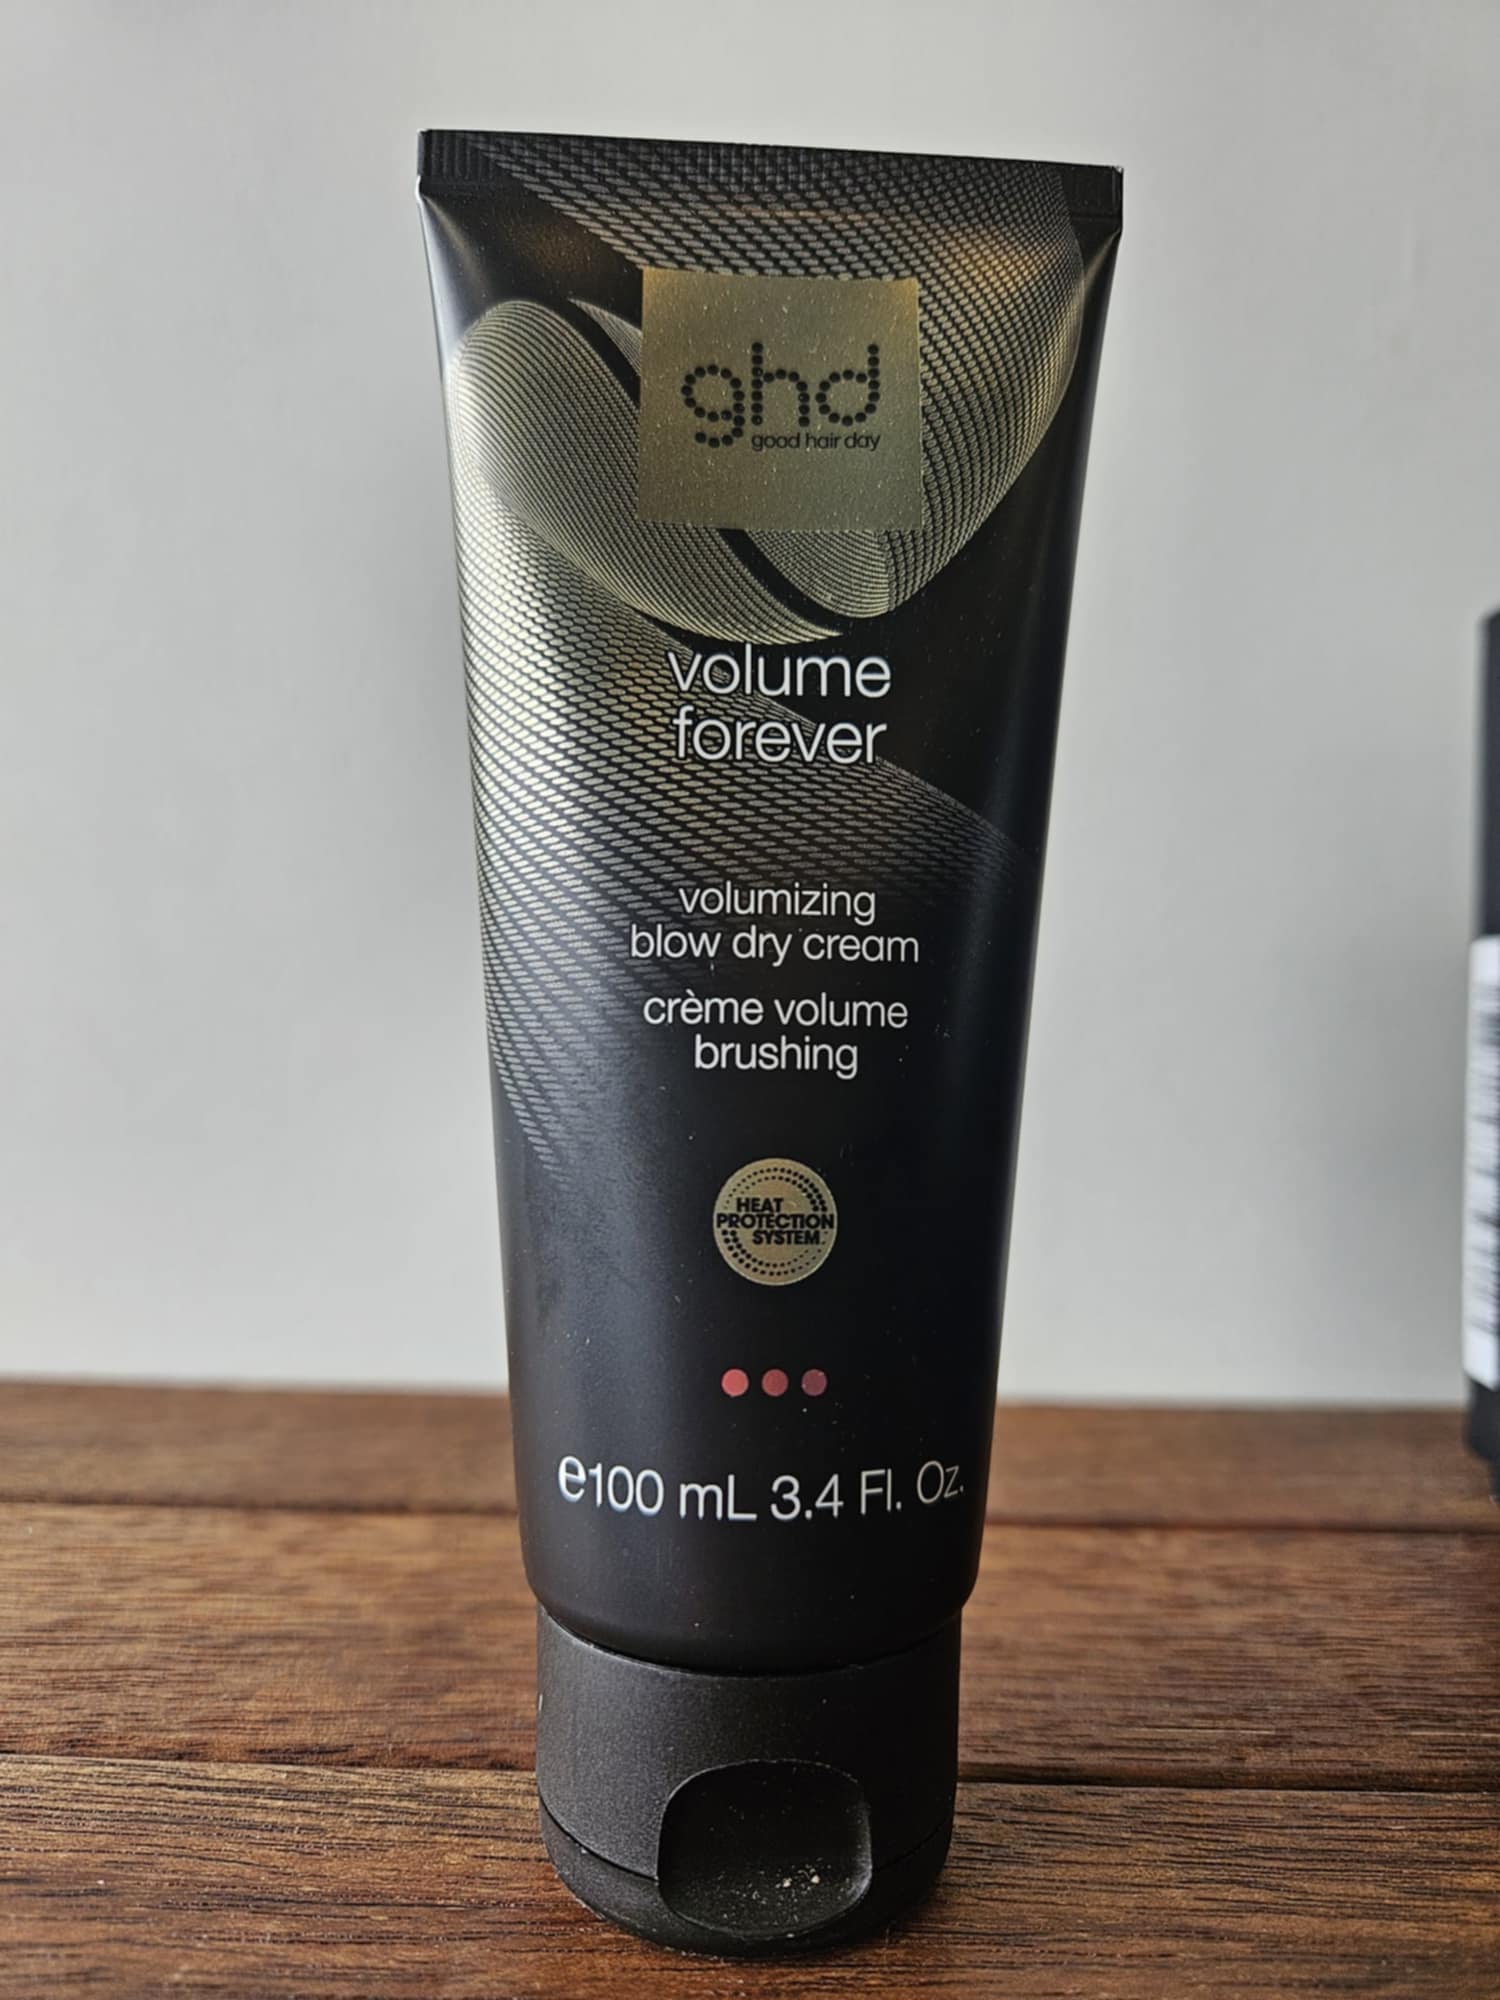 ghd
good hair day
volume
forever
volumizing
blow dry cream
crème volume
brushing
HEAT
PROTECTION
SYSTEM
e100 mL 3.4 Fl. Oz.